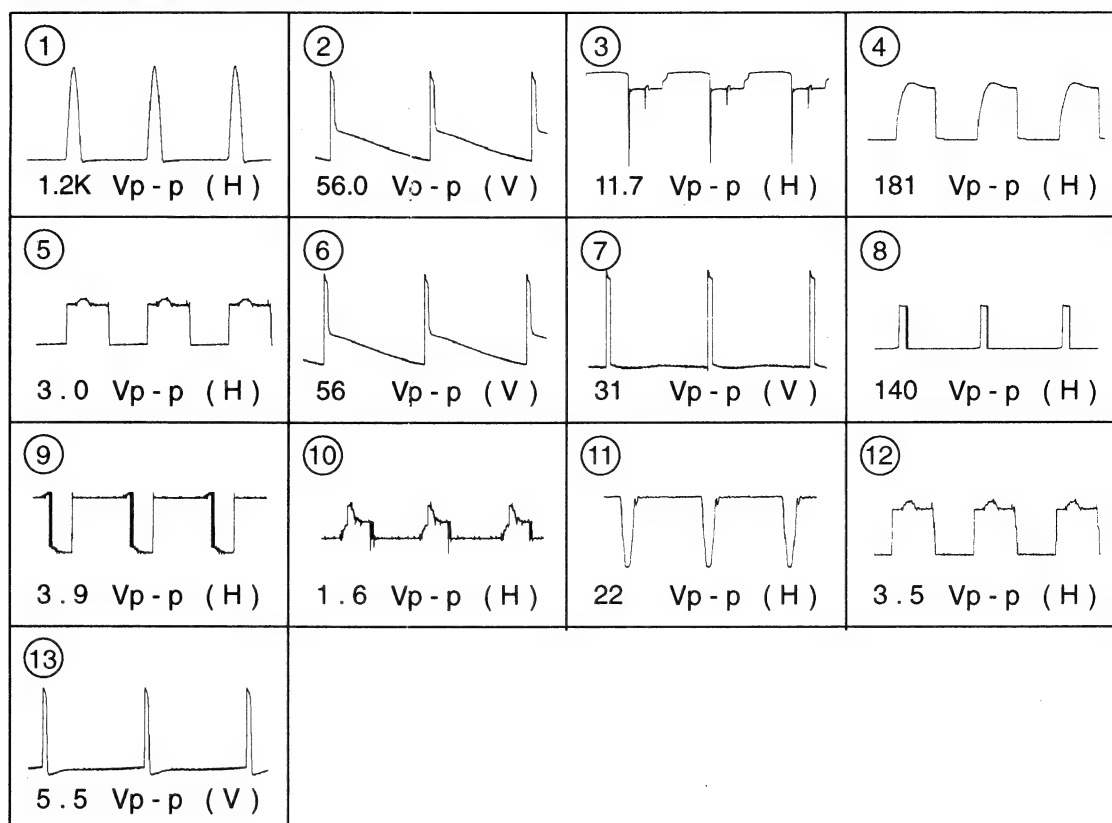 ①
1.2K Vp-p (H)
②
56.0 Vp-p (V)
③
11.7 Vp-p (H)
④
181 Vp-p (H)
⑤
3.0 Vp-p (H)
⑥
56 Vp-p (V)
⑦
31 Vp-p (V)
⑧
140 Vp-p (H)
⑨
3.9 Vp-p (H)
⑩
1.6 Vp-p (H)
⑪
22 Vp-p (H)
⑫
3.5 Vp-p (H)
⑬
5.5 Vp-p (V)